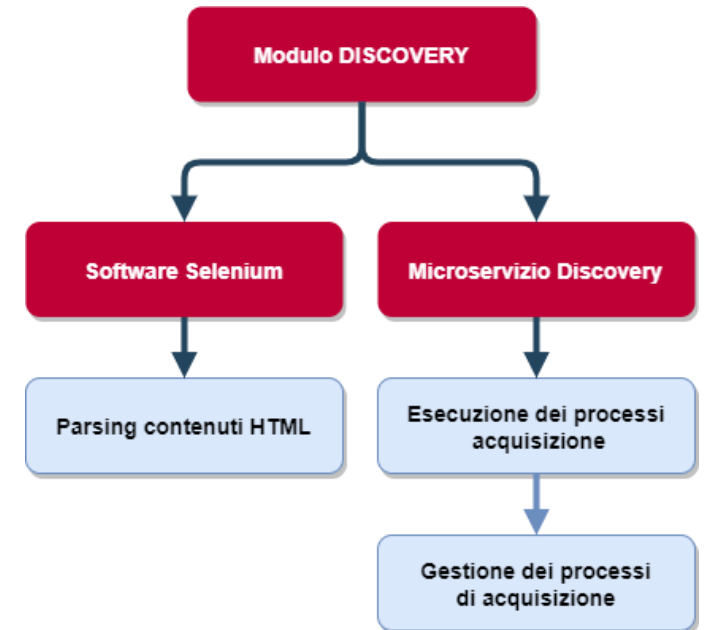 Modulo DISCOVERY
Software Selenium
Microservizio Discovery
Parsing contenuti HTML
Esecuzione dei processi
acquisizione
Gestione dei processi
di acquisizione